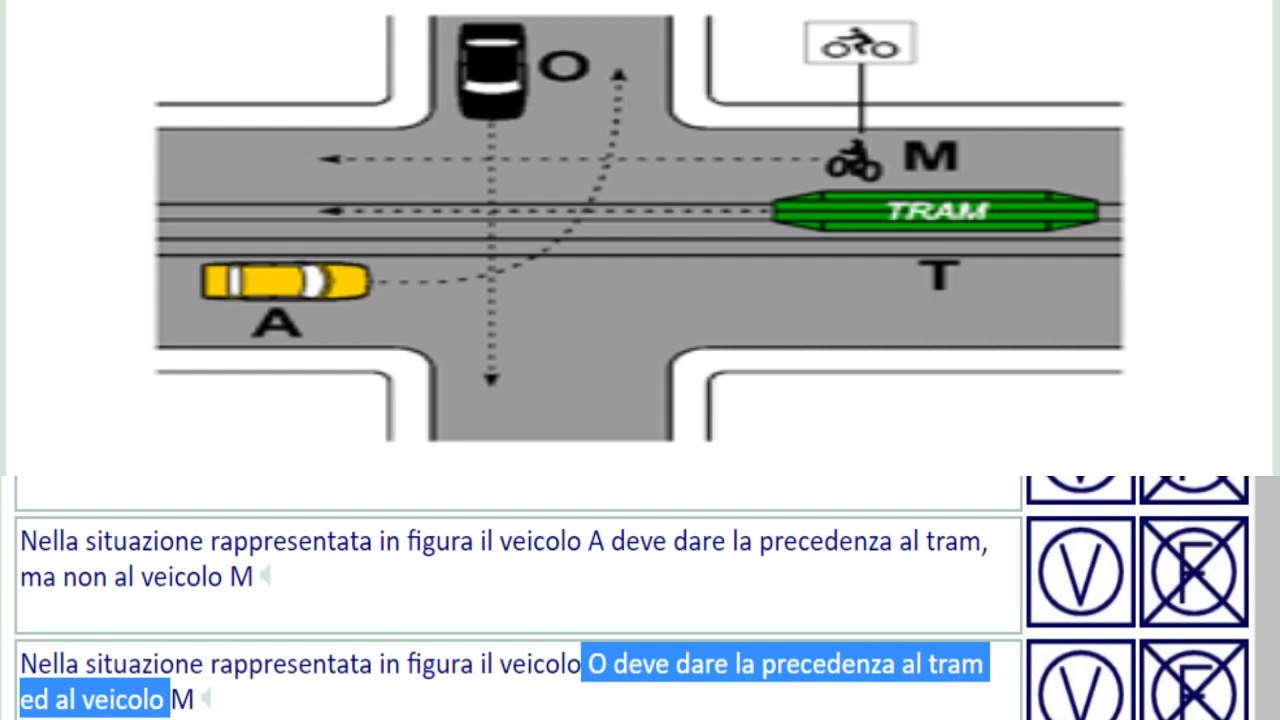 O
M
TRAM
T
A
V
Nella situazione rappresentata in figura il veicolo A deve dare la precedenza al tram,
ma non al veicolo M
V F
Nella situazione rappresentata in figura il veicolo O deve dare la precedenza al tram
ed al veicolo M
V F